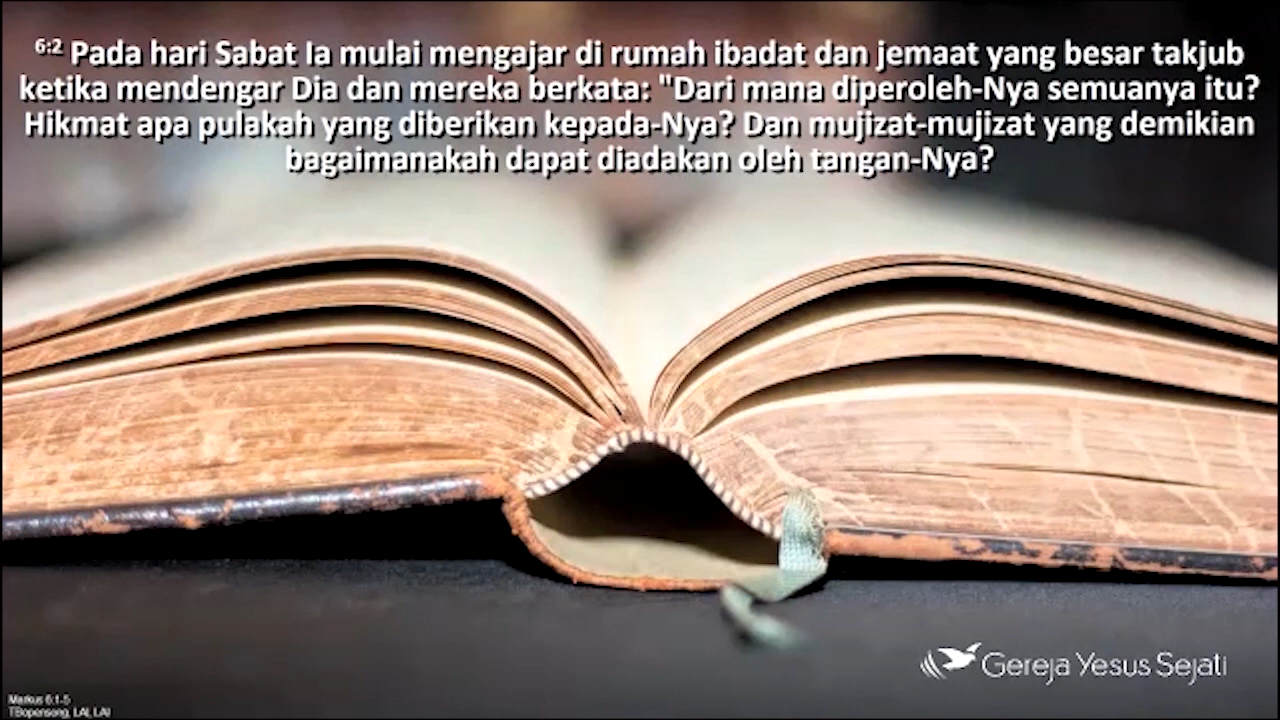 6:2 Pada hari Sabat Ia mulai mengajar di rumah ibadat dan jemaat yang besar takjub
ketika mendengar Dia dan mereka berkata: "Dari mana diperoleh-Nya semuanya itu?
Hikmat apa pulakah yang diberikan kepada-Nya? Dan mujizat-mujizat yang demikian
bagaimanakah dapat diadakan oleh tangan-Nya?
Gereja Yesus Sejati
Markus 6:1-5
LAI, LAI